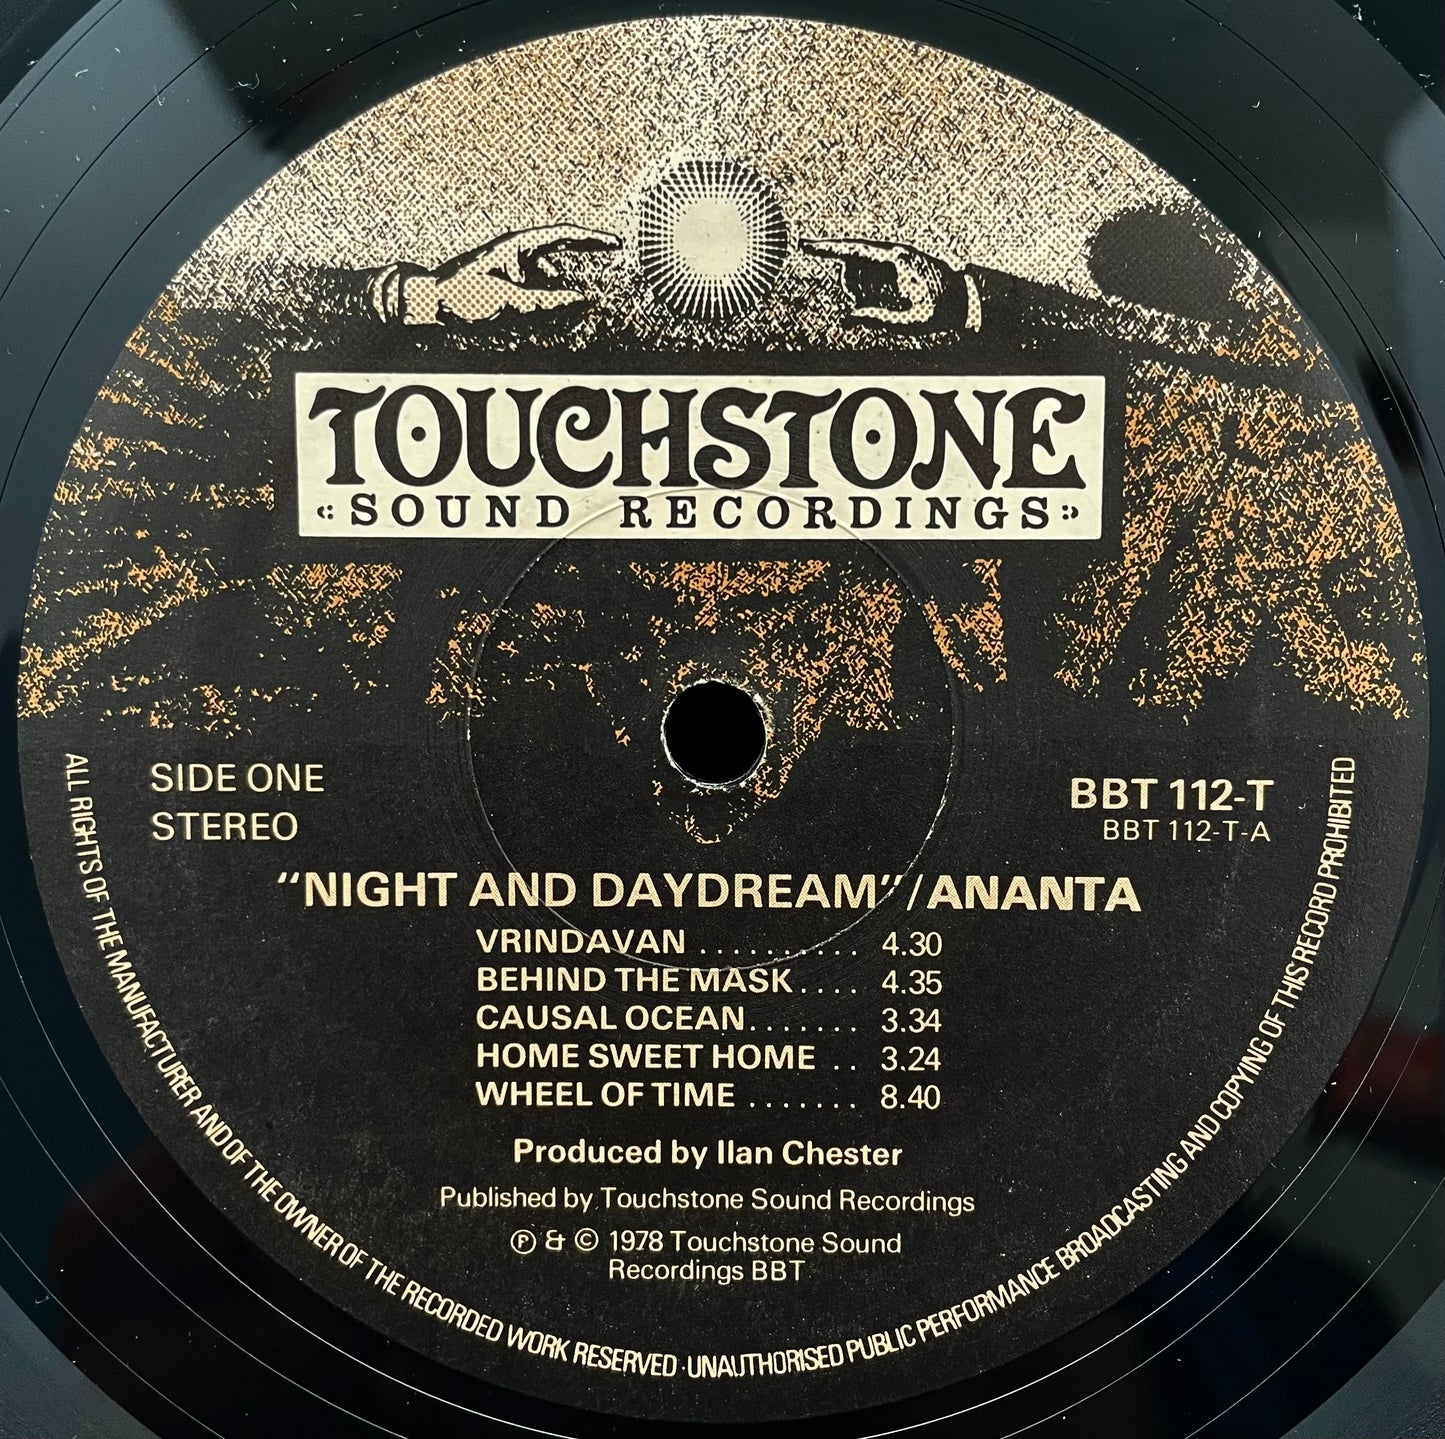 TOUCHSTONE
SOUND RECORDINGS
SIDE ONE
STEREO
BBT 112-T
BBT 112-T-A
"NIGHT AND DAYDREAM"/ANANTA
VRINDAVAN .......... 4.30
BEHIND THE MASK.... 4.35
CAUSAL OCEAN....... 3.34
HOME SWEET HOME .. 3.24
WHEEL OF TIME ....... 8.40
Produced by Ilan Chester
Published by Touchstone Sound Recordings
Ⓟ & © 1978 Touchstone Sound
Recordings BBT
ALL RIGHTS OF THE MANUFACTURER AND OF THE OWNER OF THE RECORDED WORK RESERVED · UNAUTHORISED PUBLIC PERFORMANCE BROADCASTING AND COPYING OF THIS RECORD PROHIBITED